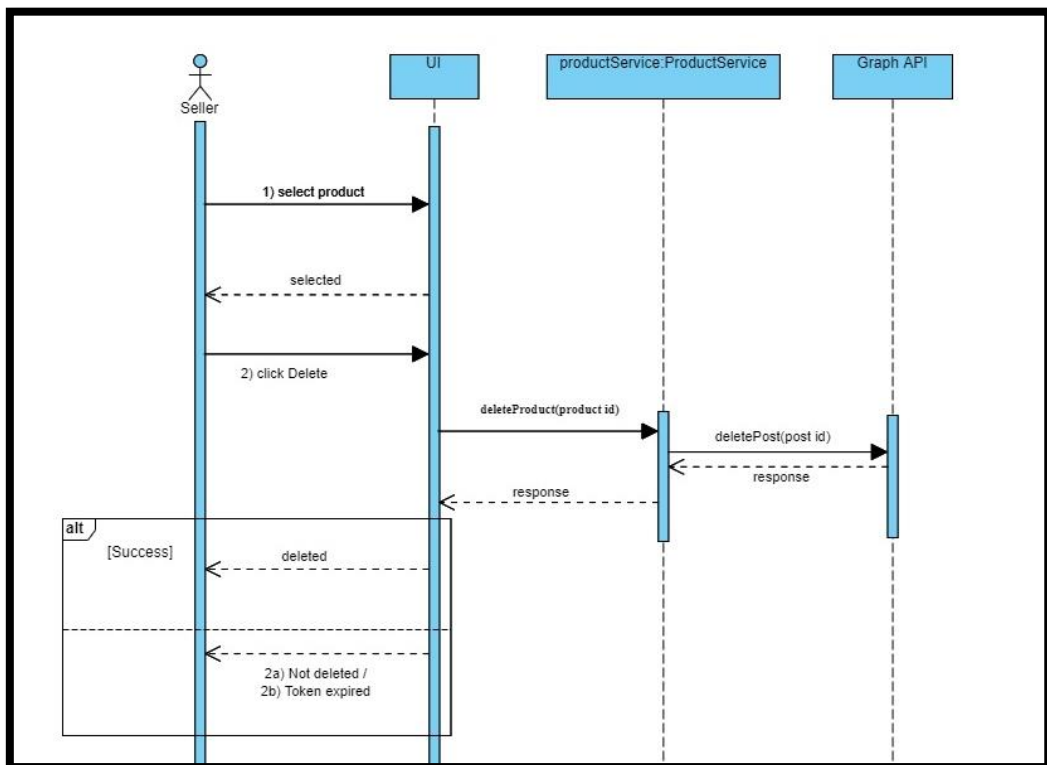 UI
productService:ProductService
Graph API
Seller
1) select product
selected
2) click Delete
deleteProduct(product id)
deletePost(post id)
response
response
alt
[Success]
deleted
2a) Not deleted /
2b) Token expired